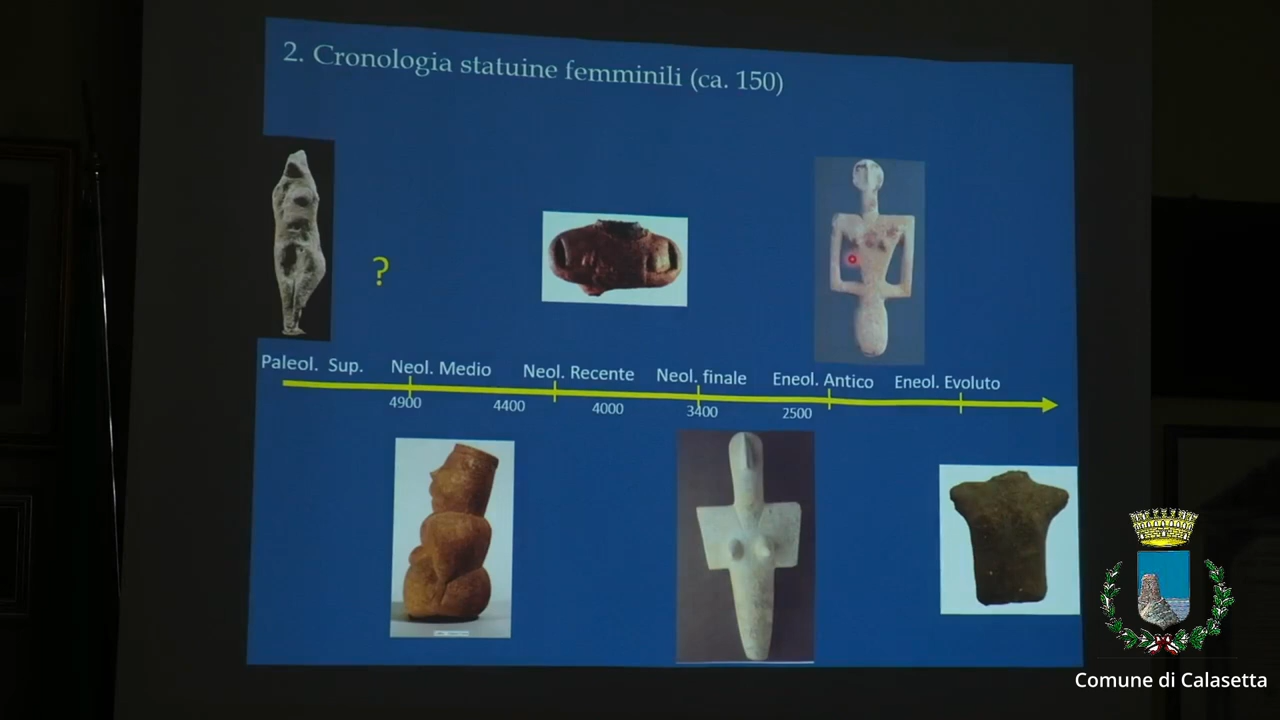 2. Cronologia statuine femminili (ca. 150)
?
Paleol. Sup. Neol. Medio Neol. Recente Neol. finale Eneol. Antico Eneol. Evoluto
4900 4400 4000 3400 2500
Comune di Calasetta